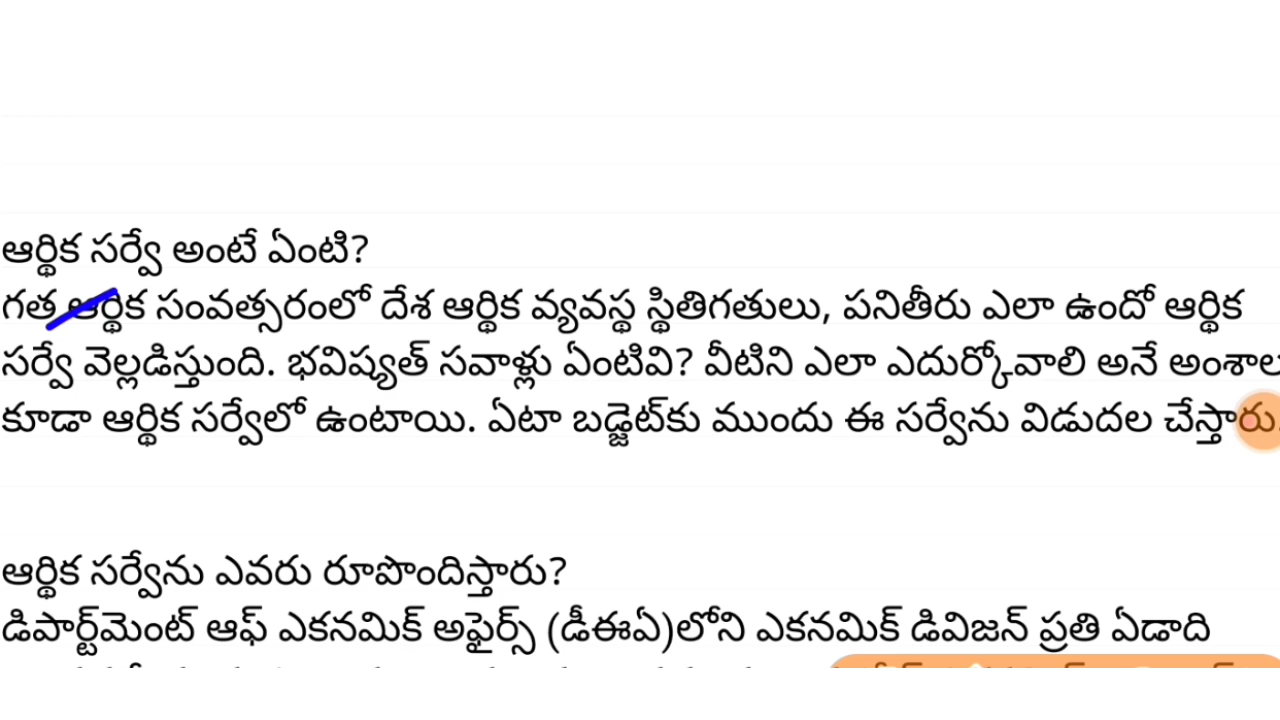 ఆర్థిక సర్వే అంటే ఏంటి?
గత ఆర్థిక సంవత్సరంలో దేశ ఆర్థిక వ్యవస్థ స్థితిగతులు, పనితీరు ఎలా ఉందో ఆర్థిక
సర్వే వెల్లడిస్తుంది. భవిష్యత్ సవాళ్లు ఏంటివి? వీటిని ఎలా ఎదుర్కోవాలి అనే అంశాల
కూడా ఆర్థిక సర్వేలో ఉంటాయి. ఏటా బడ్జెట్‌కు ముందు ఈ సర్వేను విడుదల చేస్తారు.
ఆర్థిక సర్వేను ఎవరు రూపొందిస్తారు?
డిపార్ట్‌మెంట్ ఆఫ్ ఎకనమిక్ అఫైర్స్ (డీఈఏ)లోని ఎకనమిక్ డివిజన్ ప్రతి ఏడాది